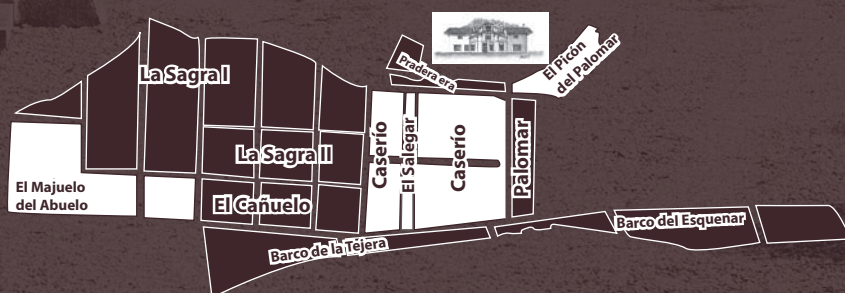 La Sagra I
Pradera era
El Picón
del Palomar
Caserío
El Salegar
Caserío
Palomar
La Sagra II
El Majuelo
del Abuelo
El Cañuelo
Barco de la Tejera
Barco del Esquenar